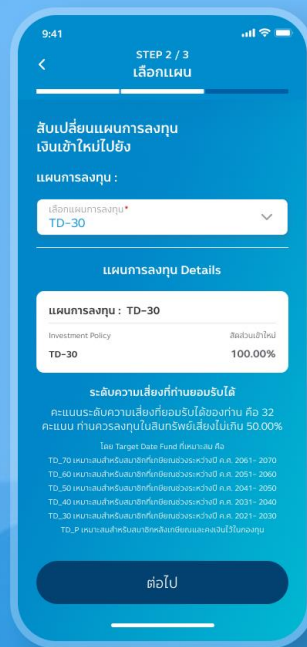 9:41
STEP 2 / 3
เลือกแผน
สับเปลี่ยนแผนการลงทุน
เงินเข้าใหม่ไปยัง
แผนการลงทุน :
เลือกแผนการลงทุน*
TD-30
แผนการลงทุน Details
แผนการลงทุน : TD-30
Investment Policy สัดส่วนเข้าใหม่
TD-30 100.00%
ระดับความเสี่ยงที่ท่านยอมรับได้
คะแนนระดับความเสี่ยงที่ยอมรับได้ของท่าน คือ 32
คะแนน ท่านควรลงทุนในสินทรัพย์เสี่ยงไม่เกิน 50.00%
โดย Target Date Fund ที่เหมาะสม คือ
TD_70 เหมาะสมสำหรับสมาชิกที่เกษียณช่วงระหว่างปี ค.ศ. 2061- 2070
TD_60 เหมาะสมสำหรับสมาชิกที่เกษียณช่วงระหว่างปี ค.ศ. 2051- 2060
TD_50 เหมาะสมสำหรับสมาชิกที่เกษียณช่วงระหว่างปี ค.ศ. 2041 - 2050
TD_40 เหมาะสมสำหรับสมาชิกที่เกษียณช่วงระหว่างปี ค.ศ. 2031 - 2040
TD_30 เหมาะสมสำหรับสมาชิกที่เกษียณช่วงระหว่างปี ค.ศ. 2021 - 2030
TD_P เหมาะสมสำหรับสมาชิกหลังเกษียณและคงเงินไว้ในกองทุน
ต่อไป